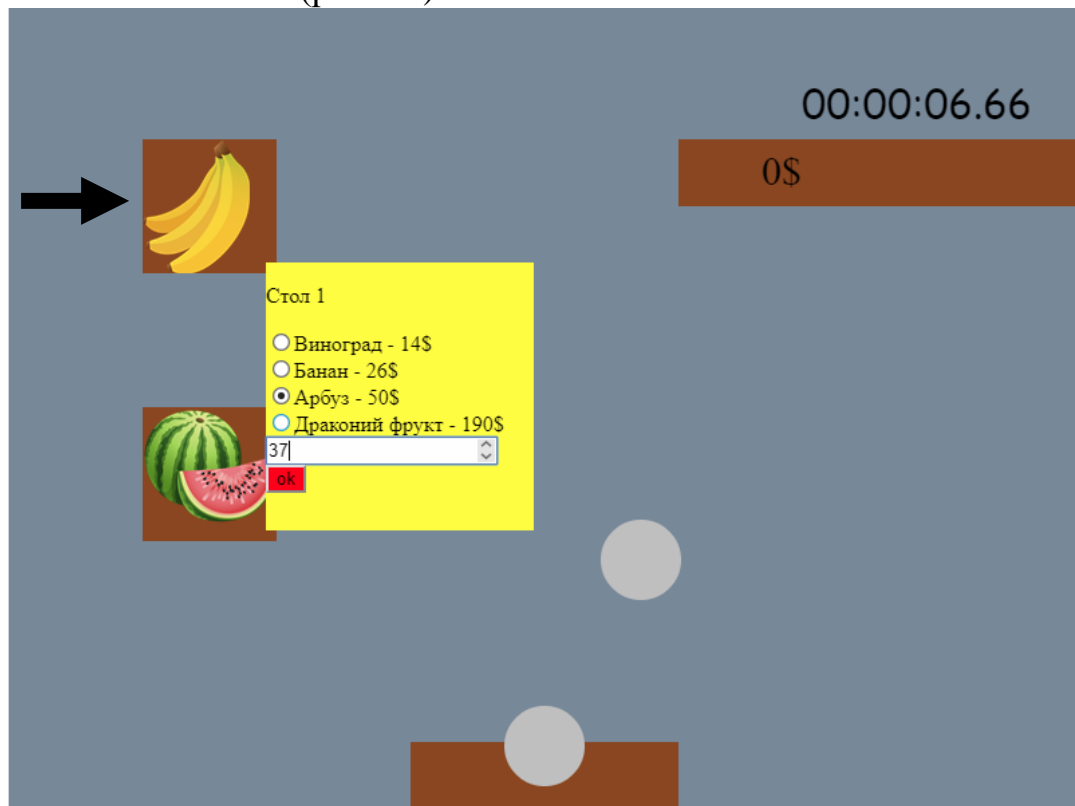 00:00:06.66
0$
Стол 1
Виноград - 14$
Банан - 26$
Арбуз - 50$
Драконий фрукт - 190$
37
ok